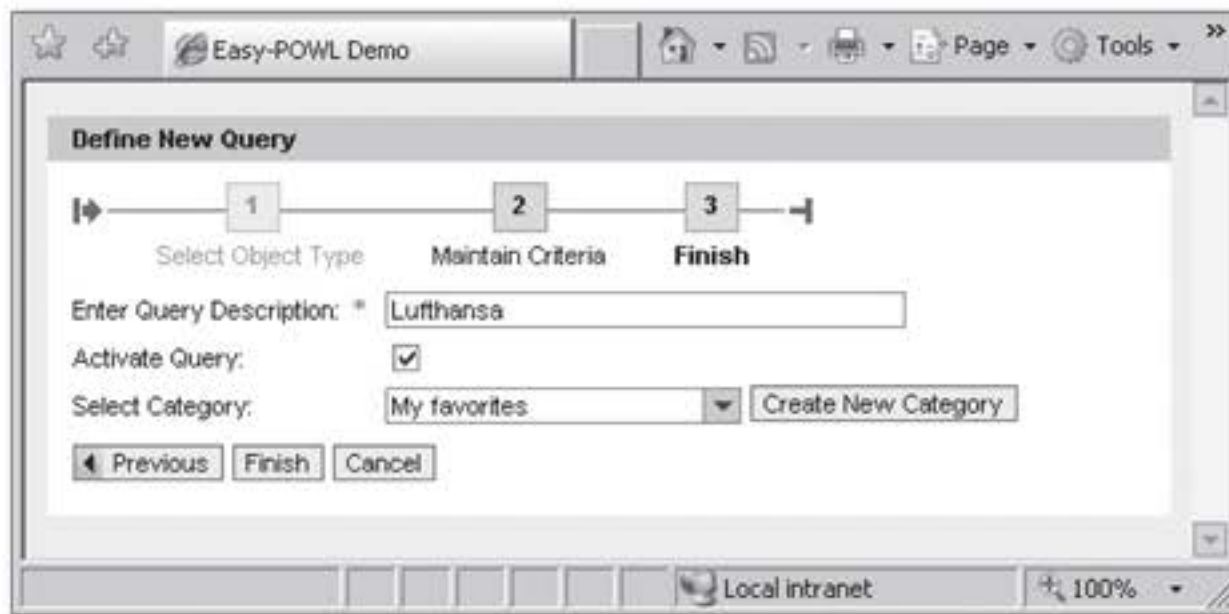 Easy-POWL Demo
Page
Tools
»
Define New Query
1
2
3
Select Object Type
Maintain Criteria
Finish
Enter Query Description: *
Lufthansa
Activate Query:
Select Category:
My favorites
Create New Category
Previous
Finish
Cancel
Local intranet
100%